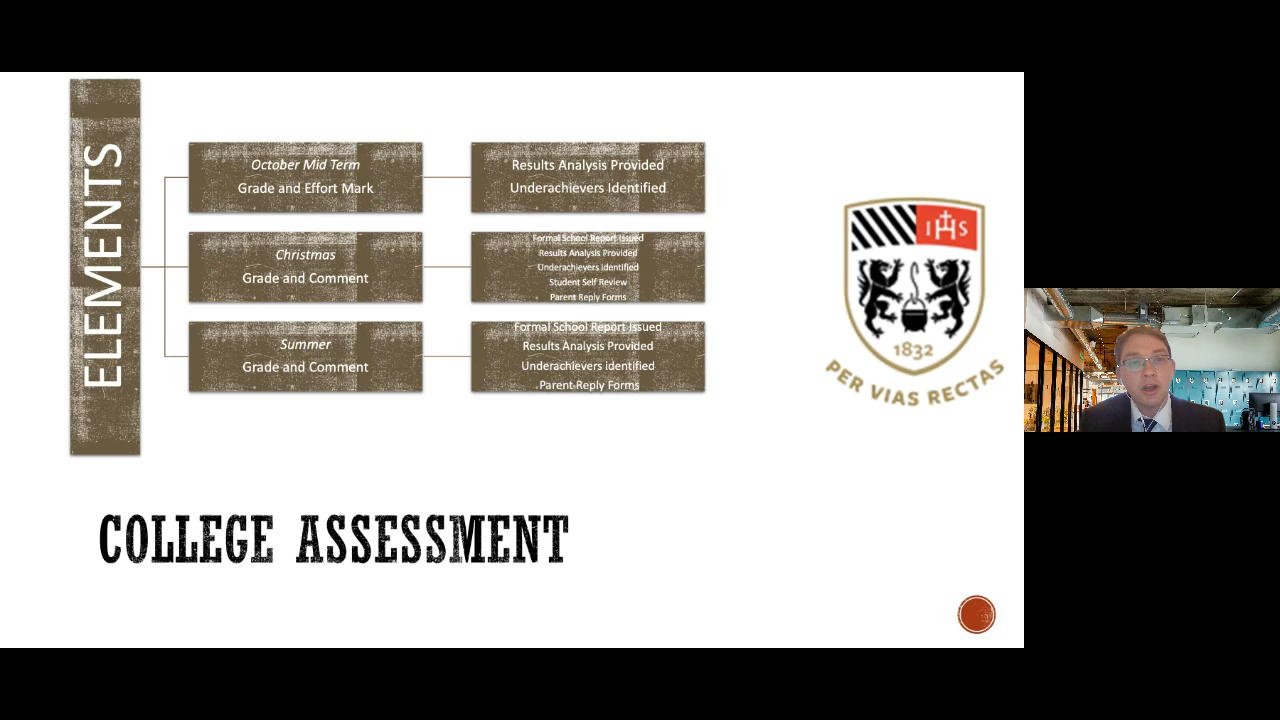 ELEMENTS
October Mid Term
Grade and Effort Mark
Results Analysis Provided
Underachievers Identified
Christmas
Grade and Comment
Formal School Report Issued
Results Analysis Provided
Underachievers Identified
Student Self Review
Parent Reply Forms
Summer
Grade and Comment
Formal School Report Issued
Results Analysis Provided
Underachievers identified
Parent Reply Forms
IHS
1832
PER VIAS RECTAS
COLLEGE ASSESSMENT